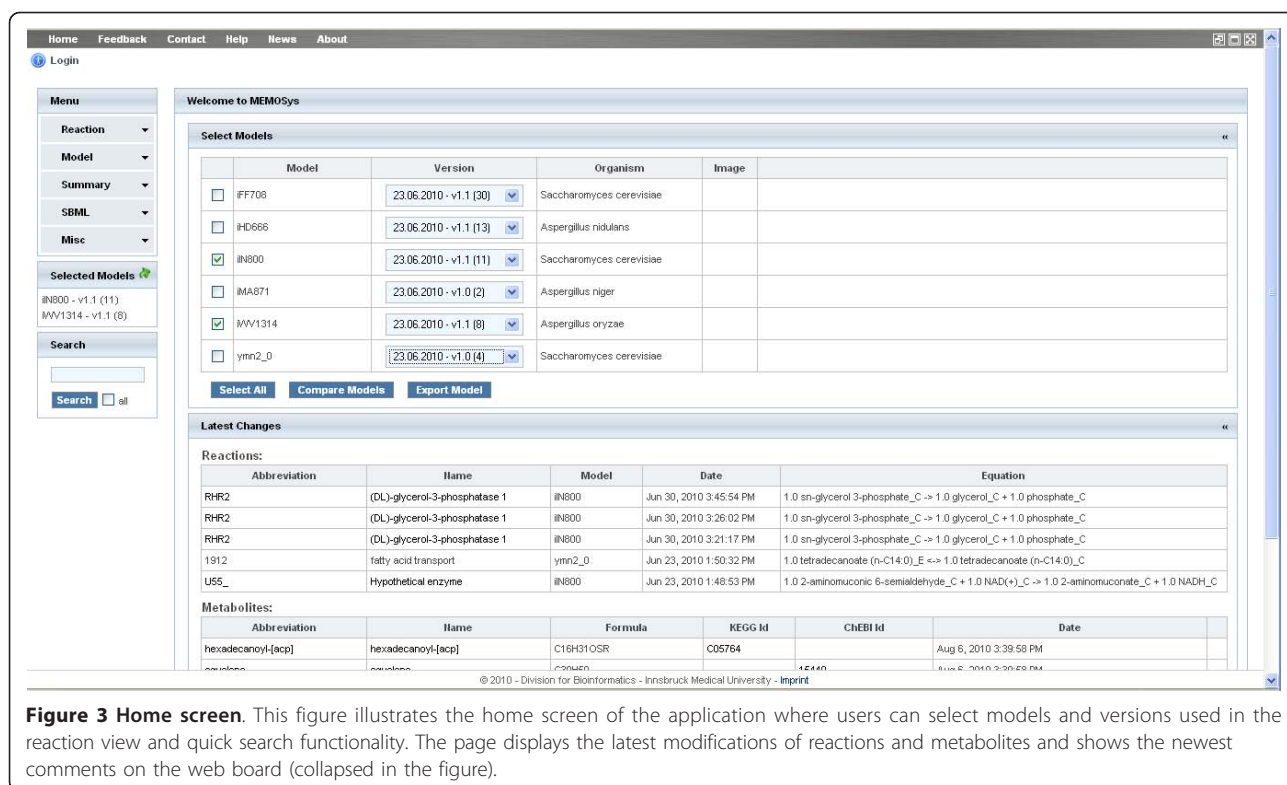 Home Feedback Contact Help News About
Login
Menu
Reaction
Model
Summary
SBML
Misc
Selected Models
iIN800 - v1.1 (11)
iWV1314 - v1.1 (8)
Search
Search all
Welcome to MEMOSys
Select Models «
Model Version Organism Image
iFF708 23.06.2010 - v1.1 (30) Saccharomyces cerevisiae
iHD666 23.06.2010 - v1.1 (13) Aspergillus nidulans
iIN800 23.06.2010 - v1.1 (11) Saccharomyces cerevisiae
iMA871 23.06.2010 - v1.0 (2) Aspergillus niger
iWV1314 23.06.2010 - v1.1 (8) Aspergillus oryzae
ymn2_0 23.06.2010 - v1.0 (4) Saccharomyces cerevisiae
Select All Compare Models Export Model
Latest Changes «
Reactions:
Abbreviation Name Model Date Equation
RHR2 (DL)-glycerol-3-phosphatase 1 iIN800 Jun 30, 2010 3:45:54 PM 1.0 sn-glycerol 3-phosphate_C -> 1.0 glycerol_C + 1.0 phosphate_C
RHR2 (DL)-glycerol-3-phosphatase 1 iIN800 Jun 30, 2010 3:26:02 PM 1.0 sn-glycerol 3-phosphate_C -> 1.0 glycerol_C + 1.0 phosphate_C
RHR2 (DL)-glycerol-3-phosphatase 1 iIN800 Jun 30, 2010 3:21:17 PM 1.0 sn-glycerol 3-phosphate_C -> 1.0 glycerol_C + 1.0 phosphate_C
1912 fatty acid transport ymn2_0 Jun 23, 2010 1:50:32 PM 1.0 tetradecanoate (n-C14:0)_E <-> 1.0 tetradecanoate (n-C14:0)_C
U55_ Hypothetical enzyme iIN800 Jun 23, 2010 1:48:53 PM 1.0 2-aminomuconic 6-semialdehyde_C + 1.0 NAD(+)_C -> 1.0 2-aminomuconate_C + 1.0 NADH_C
Metabolites:
Abbreviation Name Formula KEGG Id ChEBI Id Date
hexadecanoyl-[acp] hexadecanoyl-[acp] C16H31OSR C05764 Aug 6, 2010 3:39:58 PM
© 2010 - Division for Bioinformatics - Innsbruck Medical University - Imprint
Figure 3 Home screen. This figure illustrates the home screen of the application where users can select models and versions used in the
reaction view and quick search functionality. The page displays the latest modifications of reactions and metabolites and shows the newest
comments on the web board (collapsed in the figure).